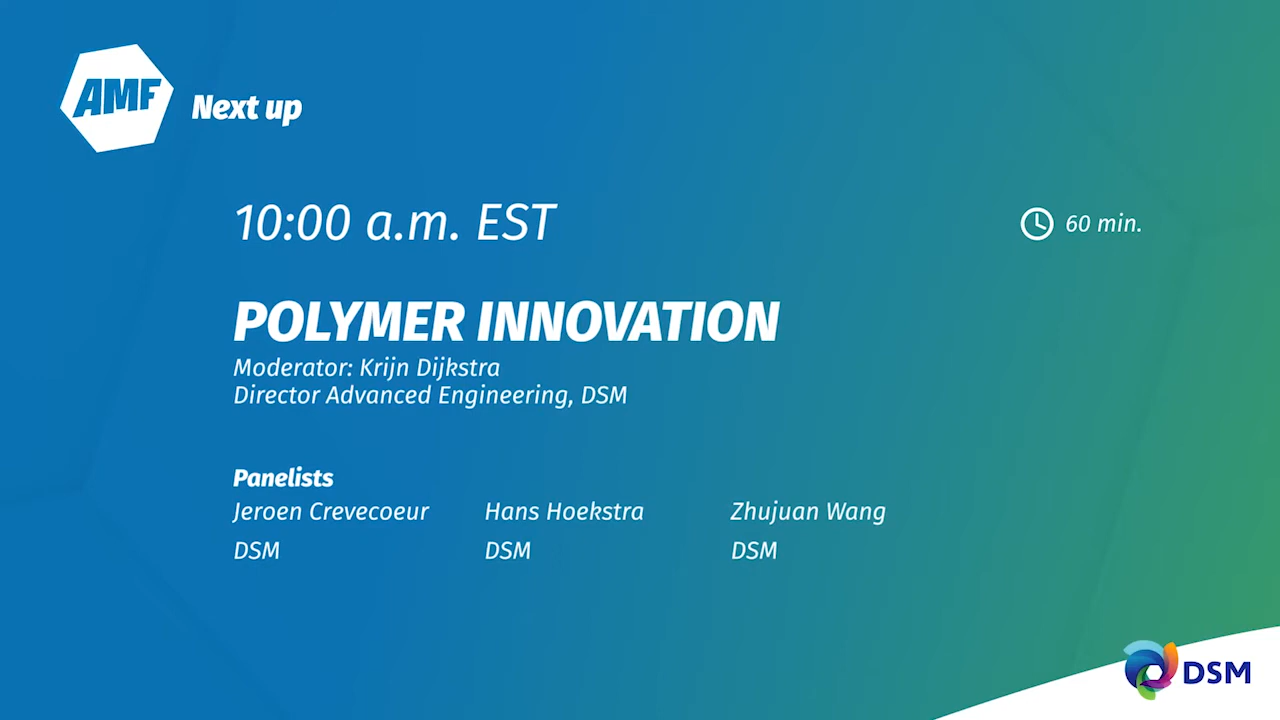 AMF
Next up
10:00 a.m. EST
60 min.
POLYMER INNOVATION
Moderator: Krijn Dijkstra
Director Advanced Engineering, DSM
Panelists
Jeroen Crevecoeur
DSM
Hans Hoekstra
DSM
Zhujuan Wang
DSM
DSM